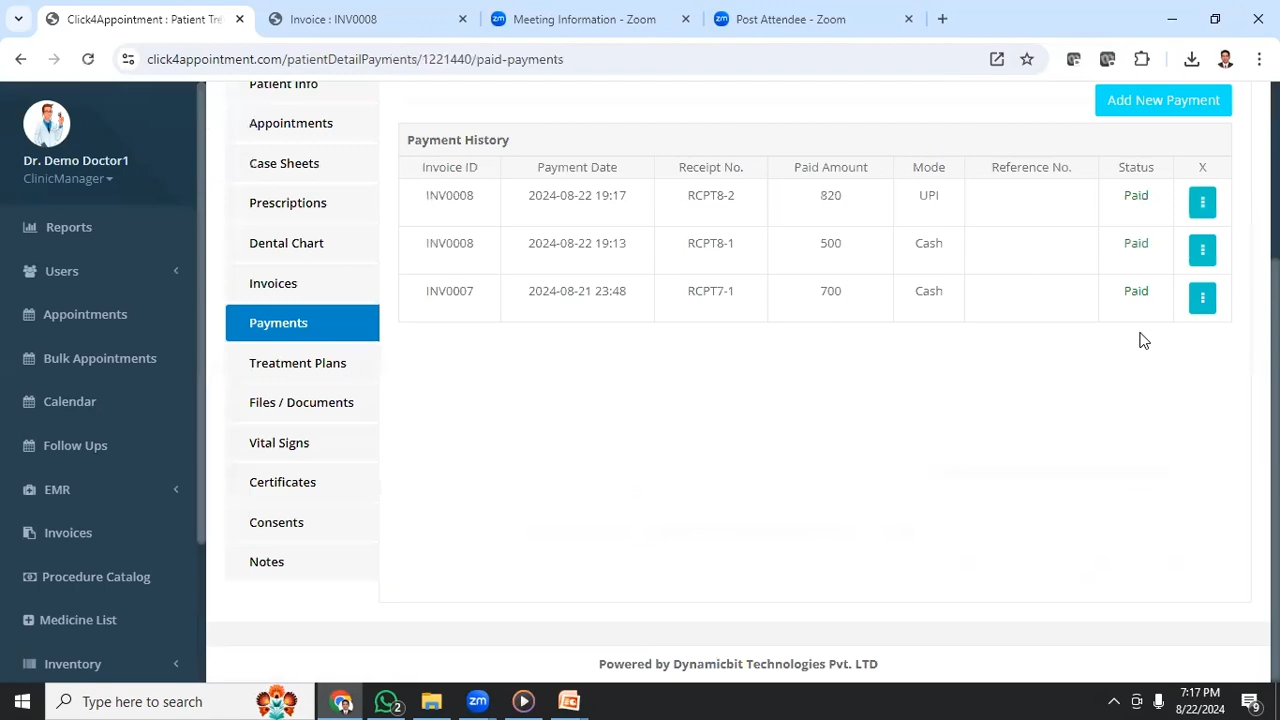 Click4Appointment : Patient Tre
Invoice : INV0008
Meeting Information - Zoom
Post Attendee - Zoom
click4appointment.com/patientDetailPayments/1221440/paid-payments
Dr. Demo Doctor1
ClinicManager
Reports
Users
Appointments
Bulk Appointments
Calendar
Follow Ups
EMR
Invoices
Procedure Catalog
Medicine List
Inventory
Patient Info
Appointments
Case Sheets
Prescriptions
Dental Chart
Invoices
Payments
Treatment Plans
Files / Documents
Vital Signs
Certificates
Consents
Notes
Add New Payment
Payment History
Invoice ID Payment Date Receipt No. Paid Amount Mode Reference No. Status X
INV0008 2024-08-22 19:17 RCPT8-2 820 UPI Paid
INV0008 2024-08-22 19:13 RCPT8-1 500 Cash Paid
INV0007 2024-08-21 23:48 RCPT7-1 700 Cash Paid
Powered by Dynamicbit Technologies Pvt. LTD
Type here to search
2
zm
7:17 PM
8/22/2024
9